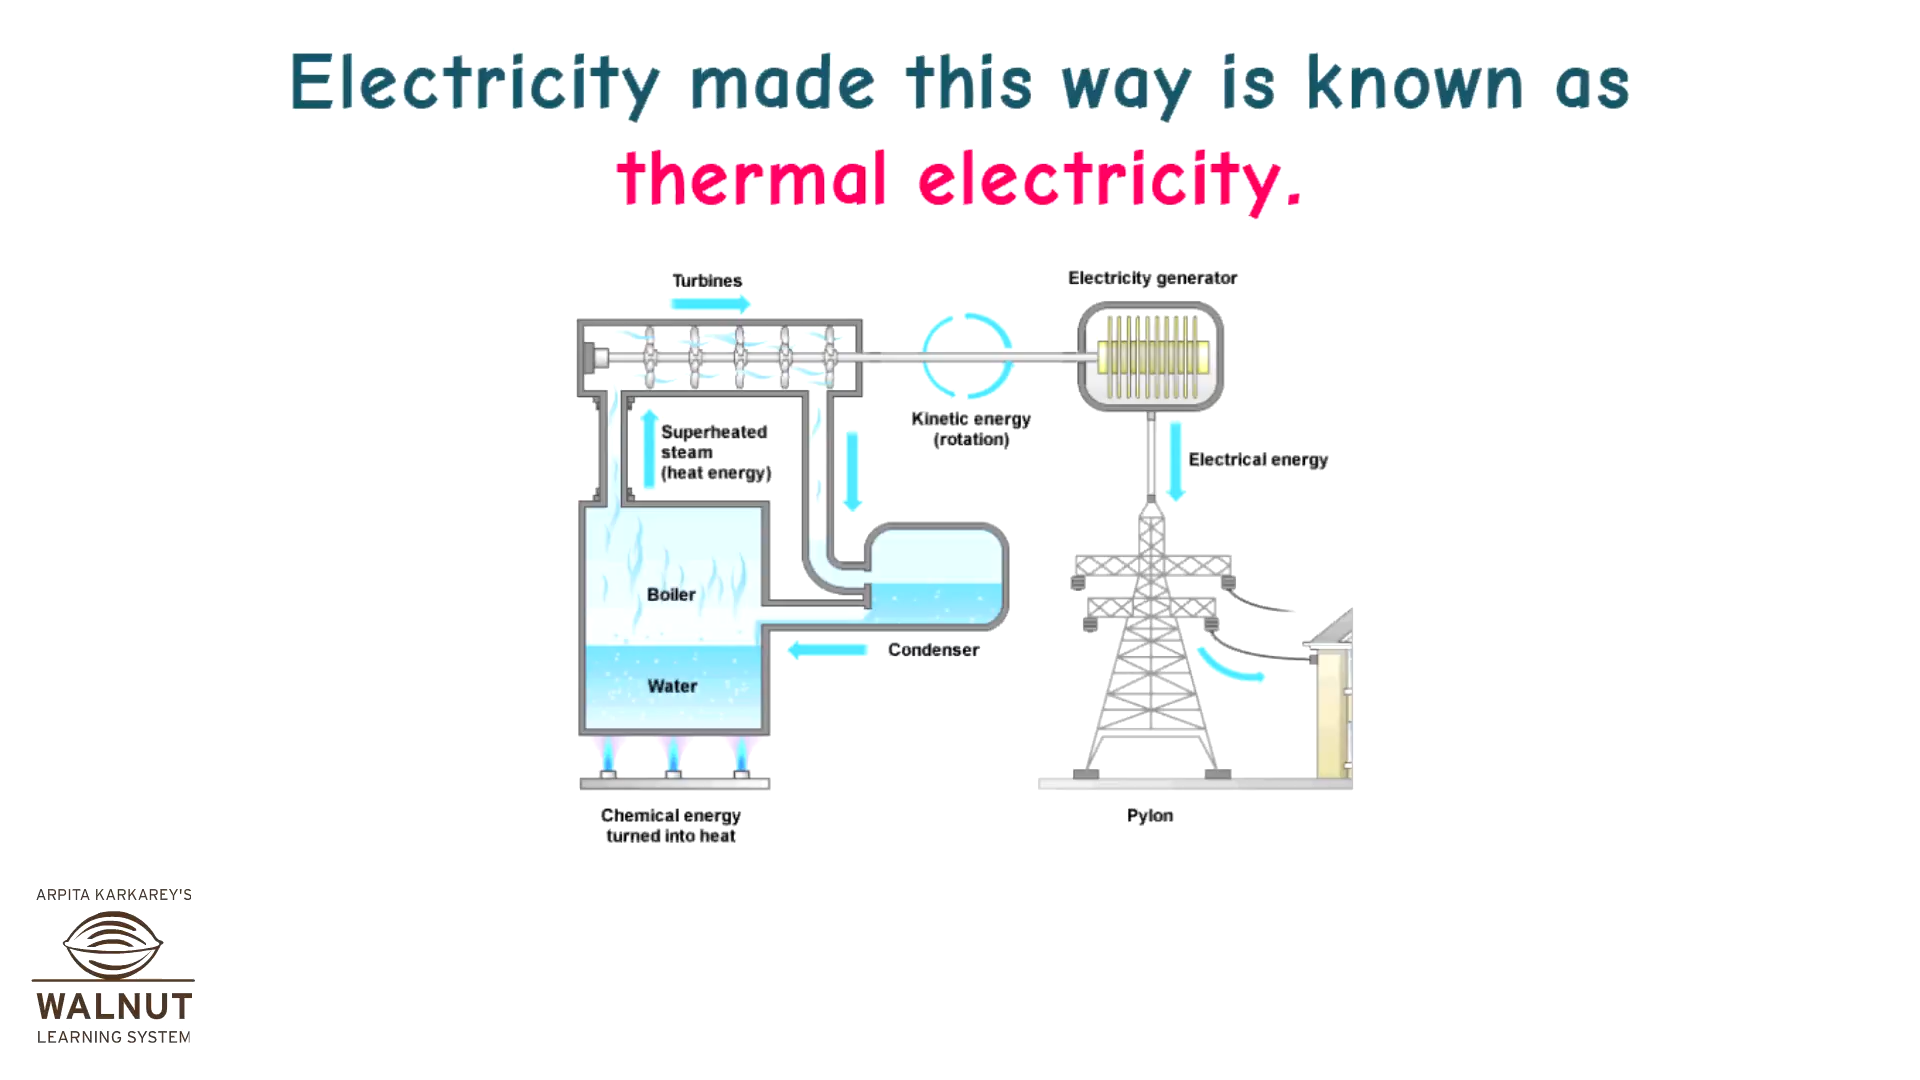 Electricity made this way is known as
thermal electricity.
Turbines
Electricity generator
Kinetic energy
(rotation)
Superheated
steam
(heat energy)
Electrical energy
Boiler
Condenser
Water
Chemical energy
turned into heat
Pylon
ARPITA KARKAREY'S
WALNUT
LEARNING SYSTEM